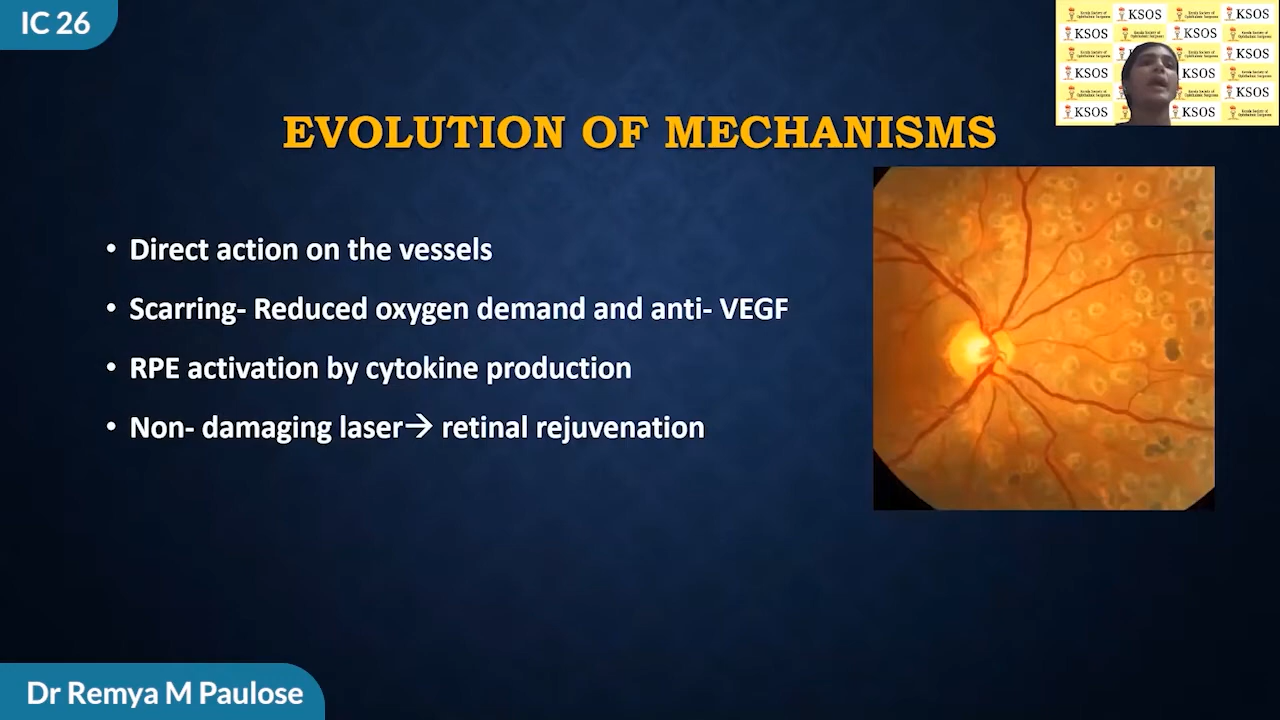 IC 26
KSOS
KSOS
KSOS
KSOS
KSOS
KSOS
KSOS
KSOS
KSOS
KSOS
KSOS
EVOLUTION OF MECHANISMS
• Direct action on the vessels
• Scarring- Reduced oxygen demand and anti- VEGF
• RPE activation by cytokine production
• Non- damaging laser→ retinal rejuvenation
Dr Remya M Paulose